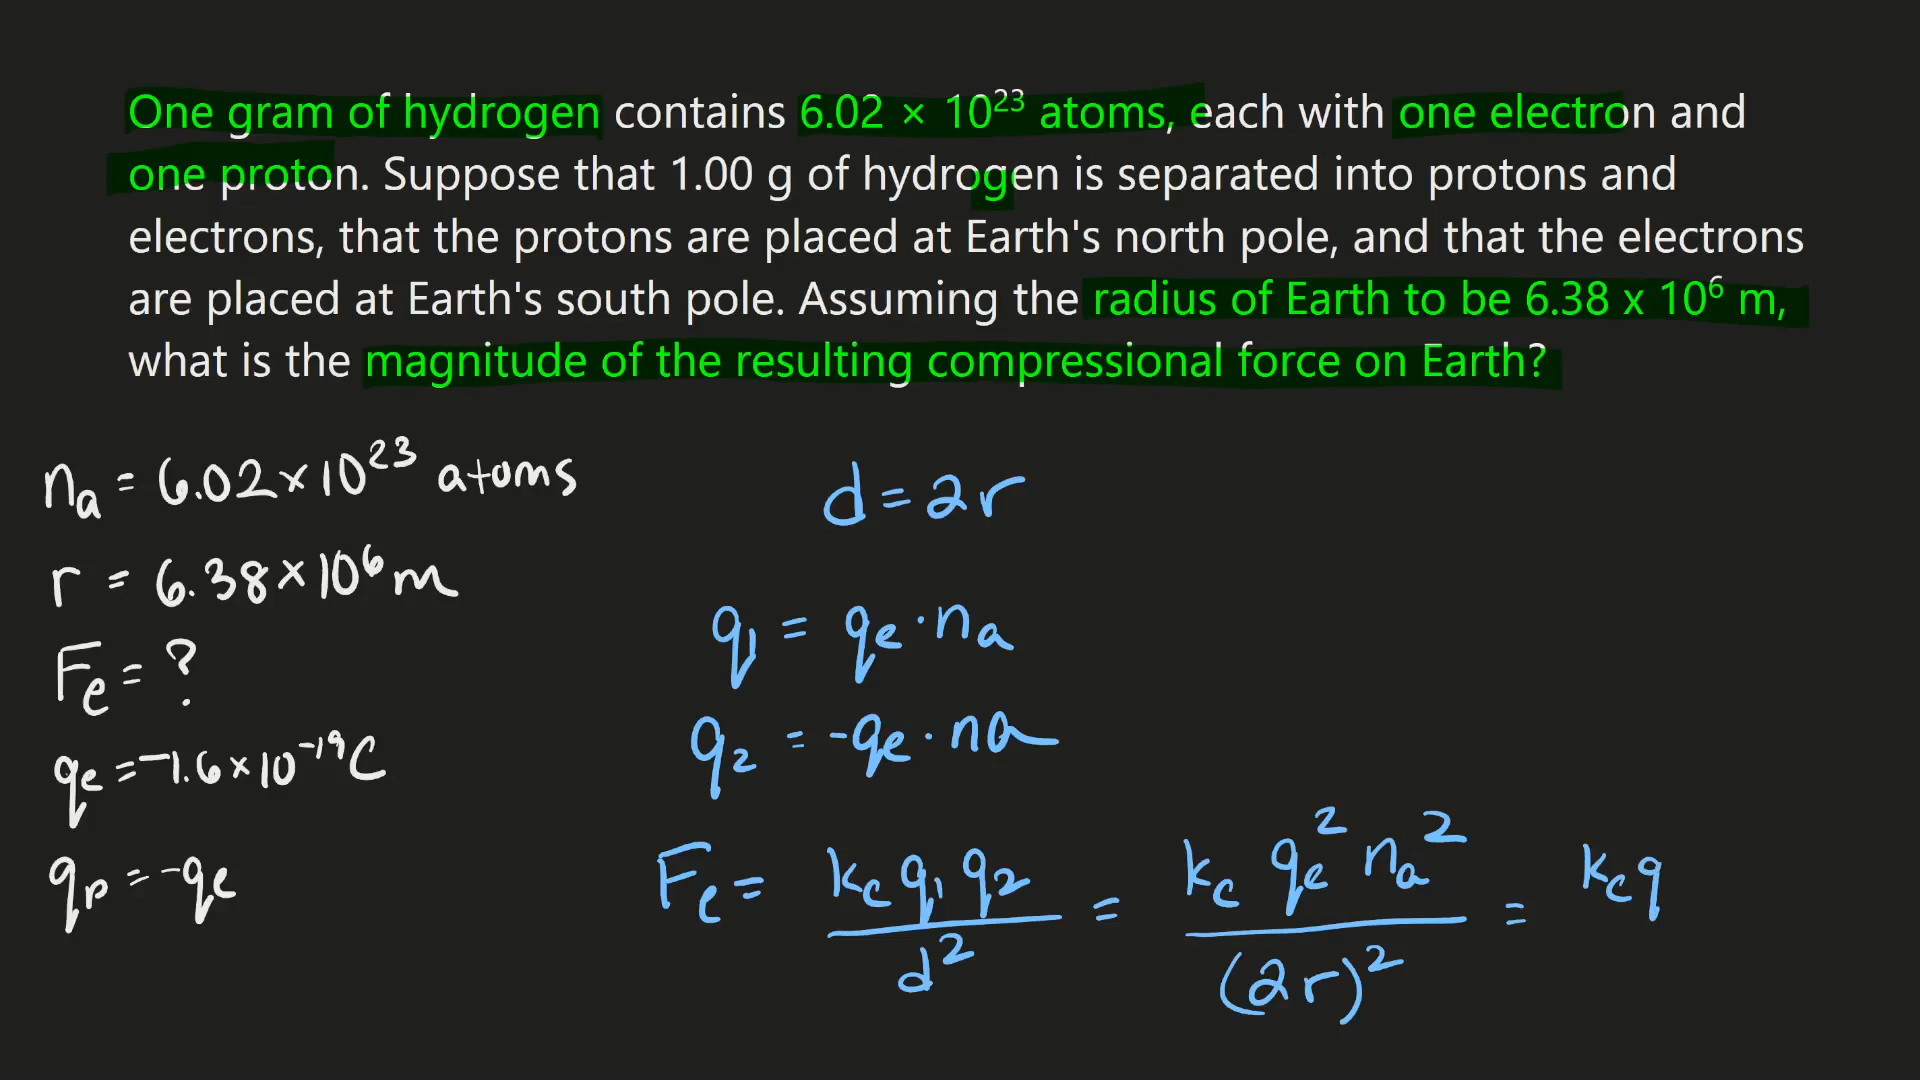 One gram of hydrogen contains 6.02 × 10²³ atoms, each with one electron and
one proton. Suppose that 1.00 g of hydrogen is separated into protons and
electrons, that the protons are placed at Earth's north pole, and that the electrons
are placed at Earth's south pole. Assuming the radius of Earth to be 6.38 x 10⁶ m,
what is the magnitude of the resulting compressional force on Earth?
nₐ = 6.02×10²³ atoms
r = 6.38×10⁶ m
Fₑ = ?
qₑ = -1.6×10⁻¹⁹ C
qₚ = -qₑ
d = 2r
q₁ = qₑ · nₐ
q₂ = -qₑ · nₐ
Fₑ = k_c q₁ q₂ / d² = k_c qₑ² nₐ² / (2r)² = k_c q